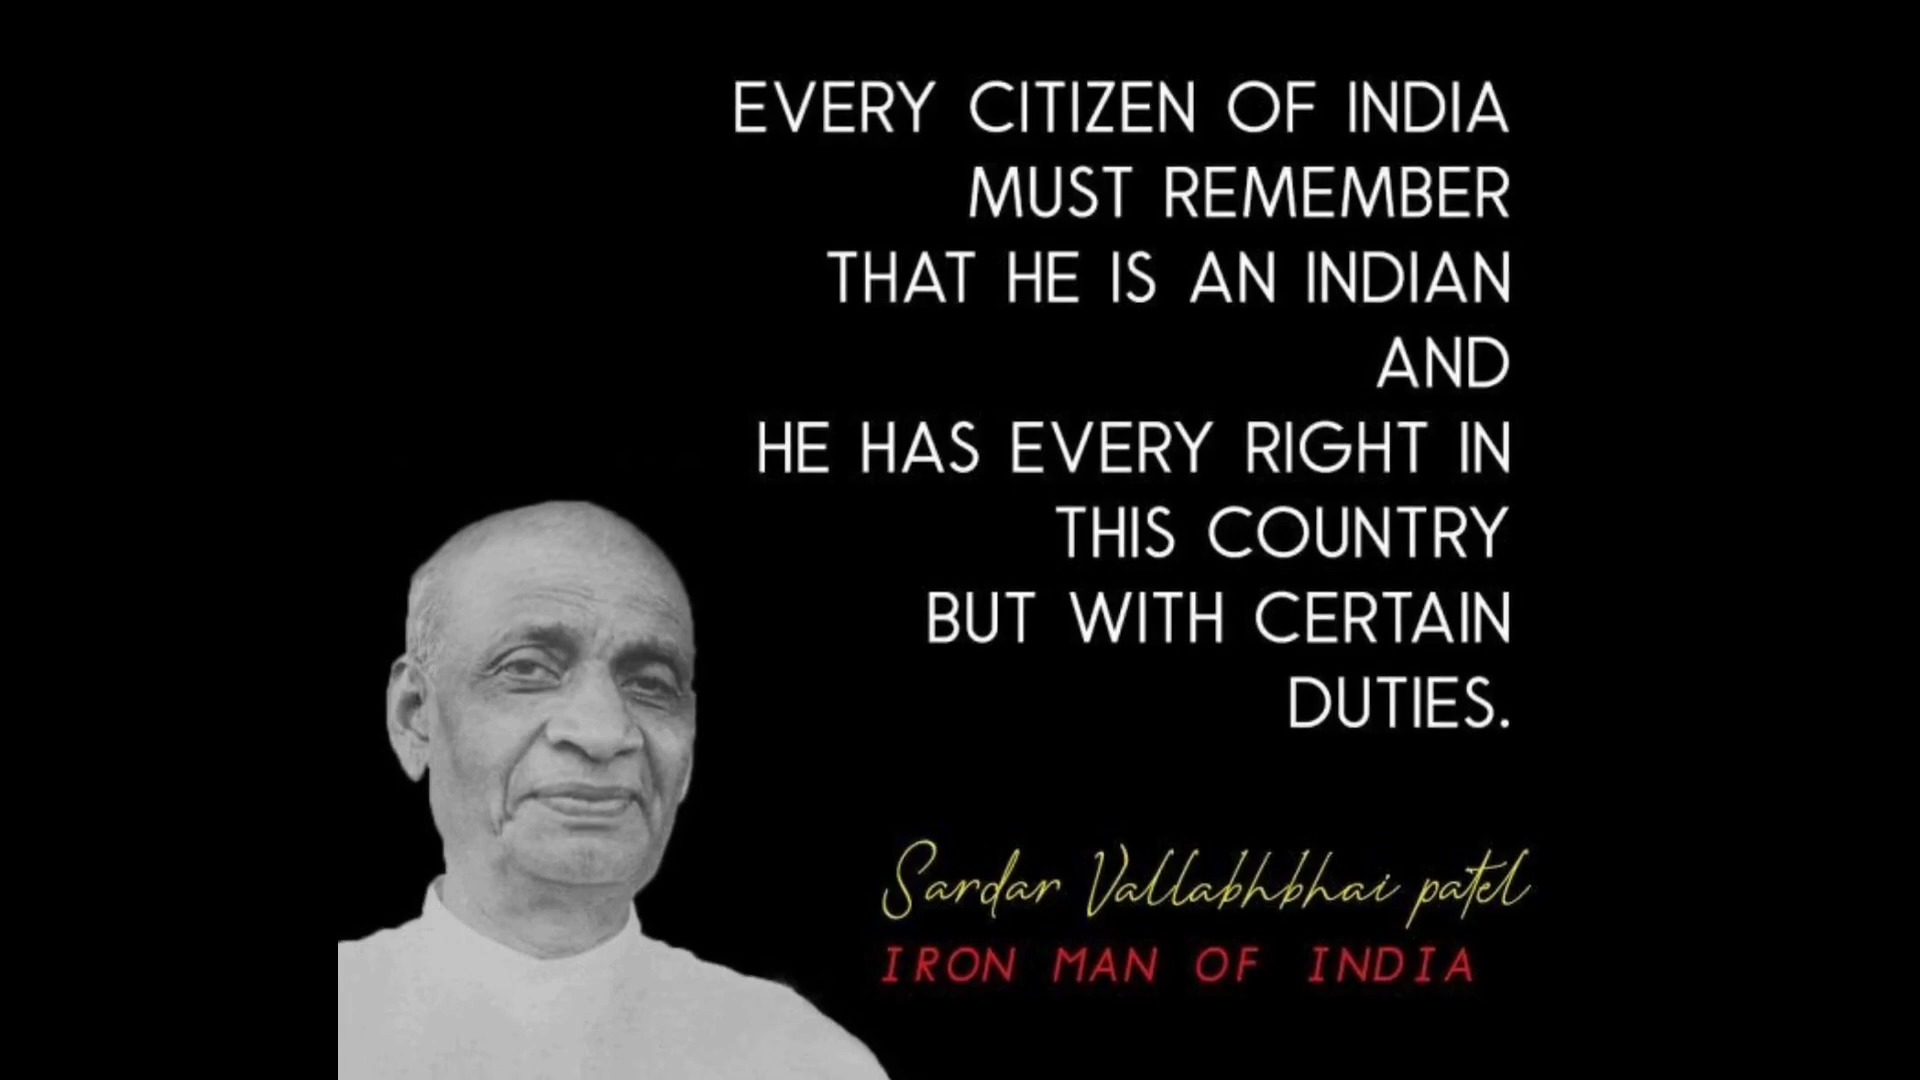 EVERY CITIZEN OF INDIA
MUST REMEMBER
THAT HE IS AN INDIAN
AND
HE HAS EVERY RIGHT IN
THIS COUNTRY
BUT WITH CERTAIN
DUTIES.
Sardar Vallabhbhai patel
IRON MAN OF INDIA